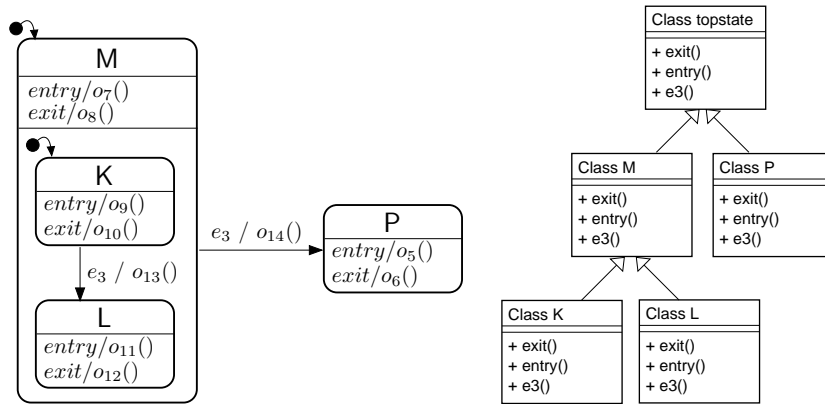 M
entry/o₇()
exit/o₈()
K
entry/o₉()
exit/o₁₀()
e₃ / o₁₃()
L
entry/o₁₁()
exit/o₁₂()
e₃ / o₁₄()
P
entry/o₅()
exit/o₆()
Class topstate
+ exit()
+ entry()
+ e3()
Class M
+ exit()
+ entry()
+ e3()
Class P
+ exit()
+ entry()
+ e3()
Class K
+ exit()
+ entry()
+ e3()
Class L
+ exit()
+ entry()
+ e3()